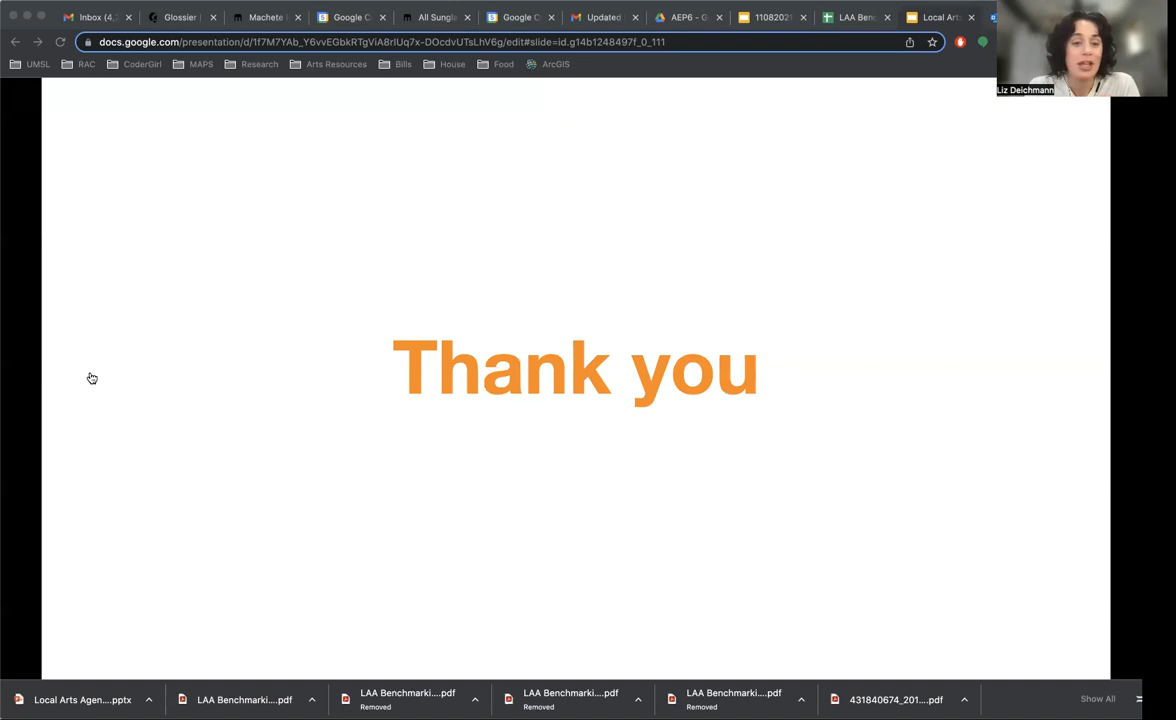 Inbox (4,2
Glossier |
Machete
Google C
All Sungla
Google C
Updated
AEP6 - G
11082021
LAA Benc
Local Arts
docs.google.com/presentation/d/1f7M7YAb_Y6vvEGbkRTgViA8rIUq7x-DOcdvUTsLhV6g/edit#slide=id.g14b1248497f_0_111
UMSL
RAC
CoderGirl
MAPS
Research
Arts Resources
Bills
House
Food
ArcGIS
Liz Deichmann
Thank you
Local Arts Agen....pptx
LAA Benchmarki....pdf
LAA Benchmarki....pdf
Removed
LAA Benchmarki....pdf
Removed
LAA Benchmarki....pdf
Removed
431840674_201....pdf
Show All